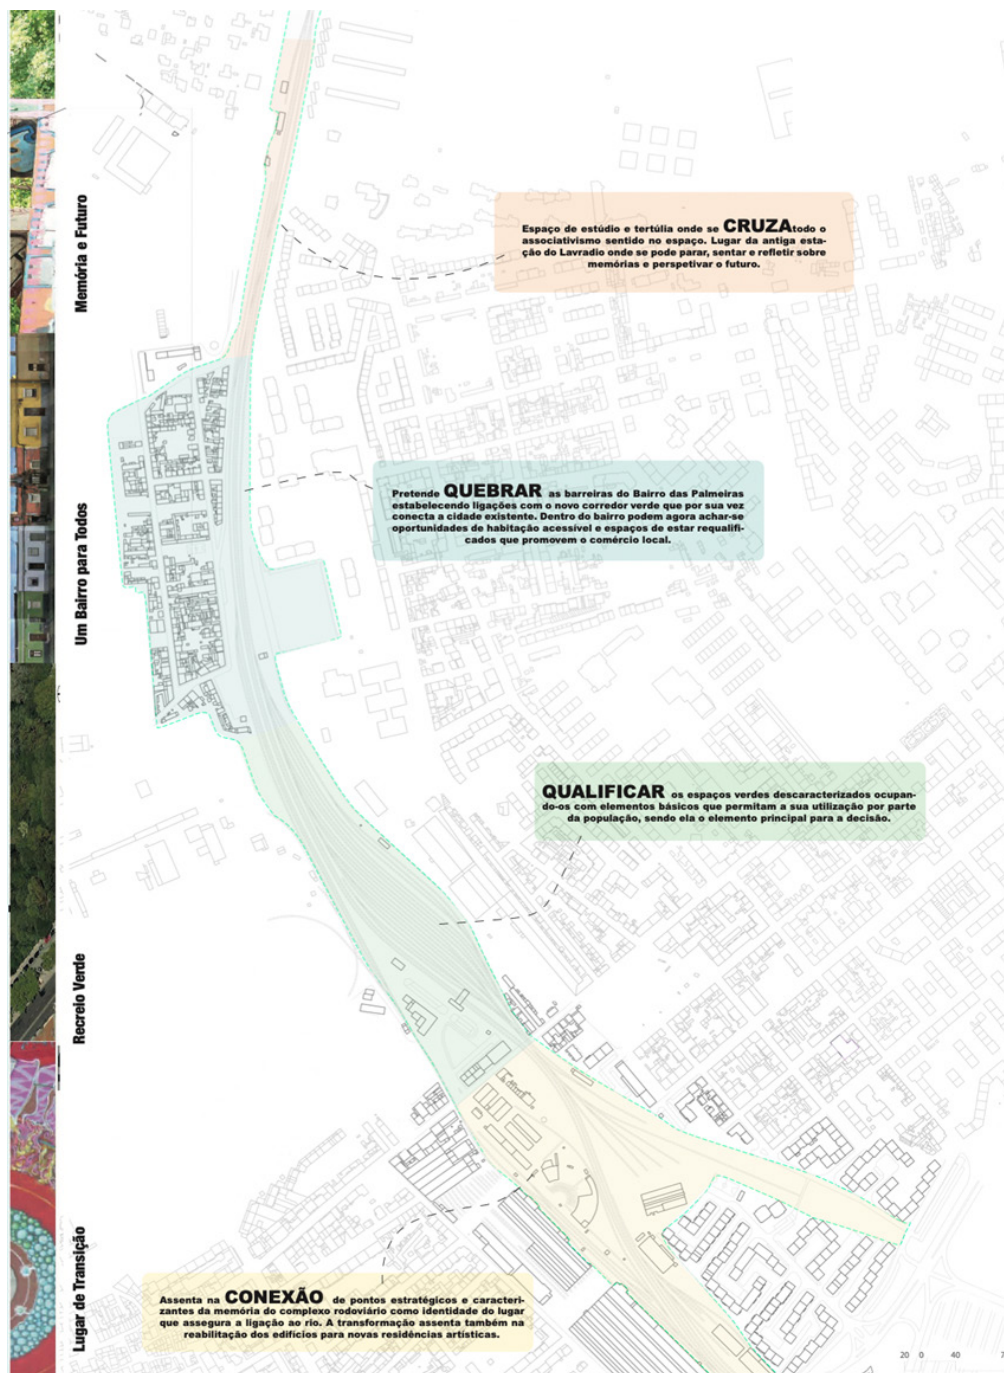 Memória e Futuro
Espaço de estúdio e tertúlia onde se CRUZA todo o
associativismo sentido no espaço. Lugar da antiga esta-
ção do Lavradio onde se pode parar, sentar e refletir sobre
memórias e perspetivar o futuro.
Um Bairro para Todos
Pretende QUEBRAR as barreiras do Bairro das Palmeiras
estabelecendo ligações com o novo corredor verde que por sua vez
conecta a cidade existente. Dentro do bairro podem agora achar-se
oportunidades de habitação acessível e espaços de estar requalifi-
cados que promovem o comércio local.
Recreio Verde
QUALIFICAR os espaços verdes descaracterizados ocupan-
do-os com elementos básicos que permitam a sua utilização por parte
da população, sendo ela o elemento principal para a decisão.
Lugar de Transição
Assenta na CONEXÃO de pontos estratégicos e caracteri-
zantes da memória do complexo rodoviário como identidade do lugar
que assegura a ligação ao rio. A transformação assenta também na
reabilitação dos edifícios para novas residências artísticas.
20 0 40